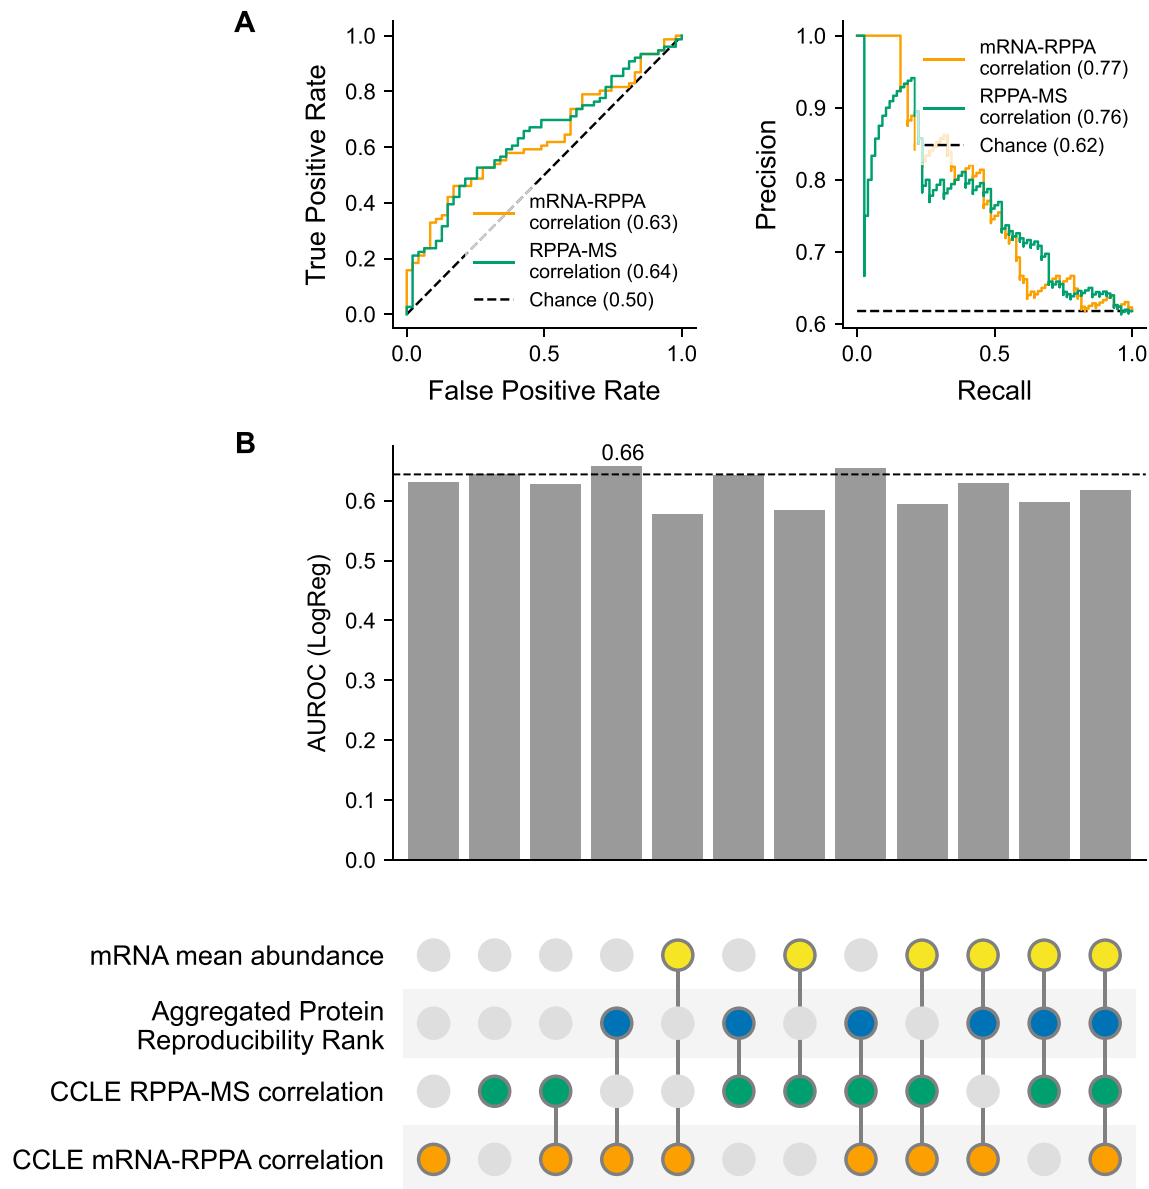 A
True Positive Rate
1.0
0.8
0.6
0.4
0.2
0.0
mRNA-RPPA
correlation (0.63)
RPPA-MS
correlation (0.64)
Chance (0.50)
0.0
0.5
1.0
False Positive Rate
Precision
1.0
0.9
0.8
0.7
0.6
mRNA-RPPA
correlation (0.77)
RPPA-MS
correlation (0.76)
Chance (0.62)
0.0
0.5
1.0
Recall
B
0.66
AUROC (LogReg)
0.6
0.5
0.4
0.3
0.2
0.1
0.0
mRNA mean abundance
Aggregated Protein
Reproducibility Rank
CCLE RPPA-MS correlation
CCLE mRNA-RPPA correlation